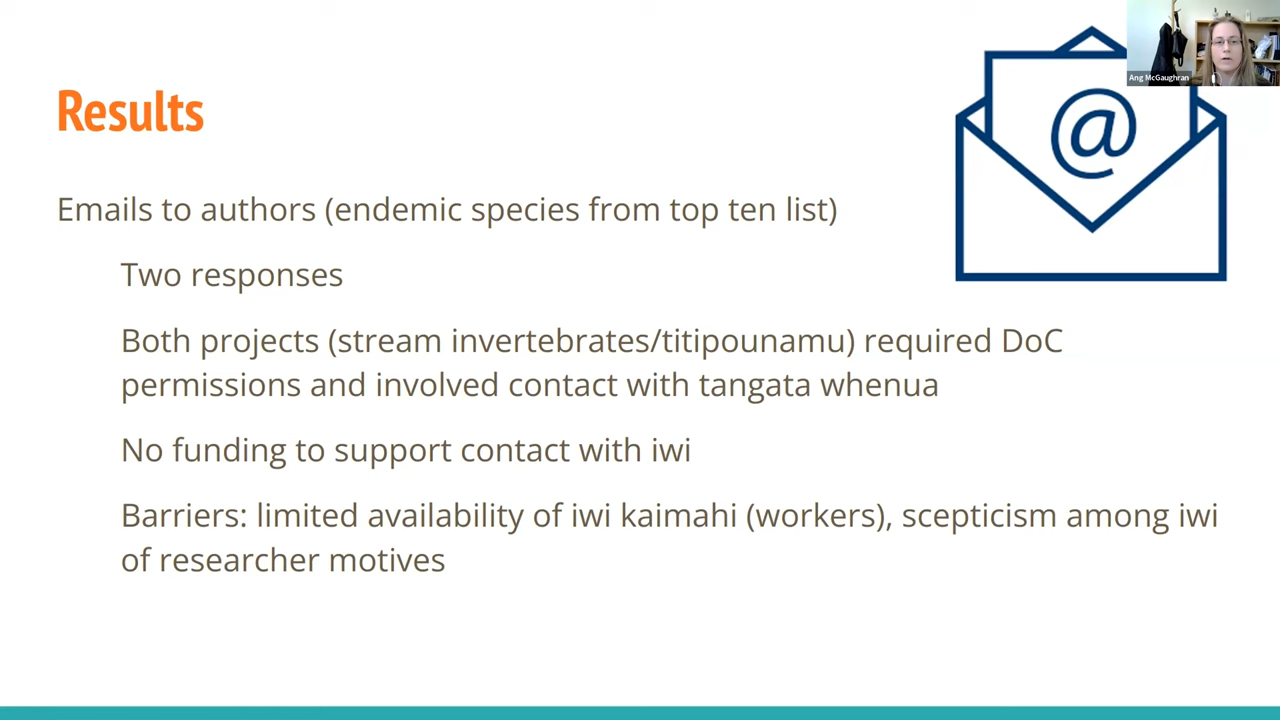 Ang McGaughran
Results
Emails to authors (endemic species from top ten list)
Two responses
Both projects (stream invertebrates/titipounamu) required DoC
permissions and involved contact with tangata whenua
No funding to support contact with iwi
Barriers: limited availability of iwi kaimahi (workers), scepticism among iwi
of researcher motives
@